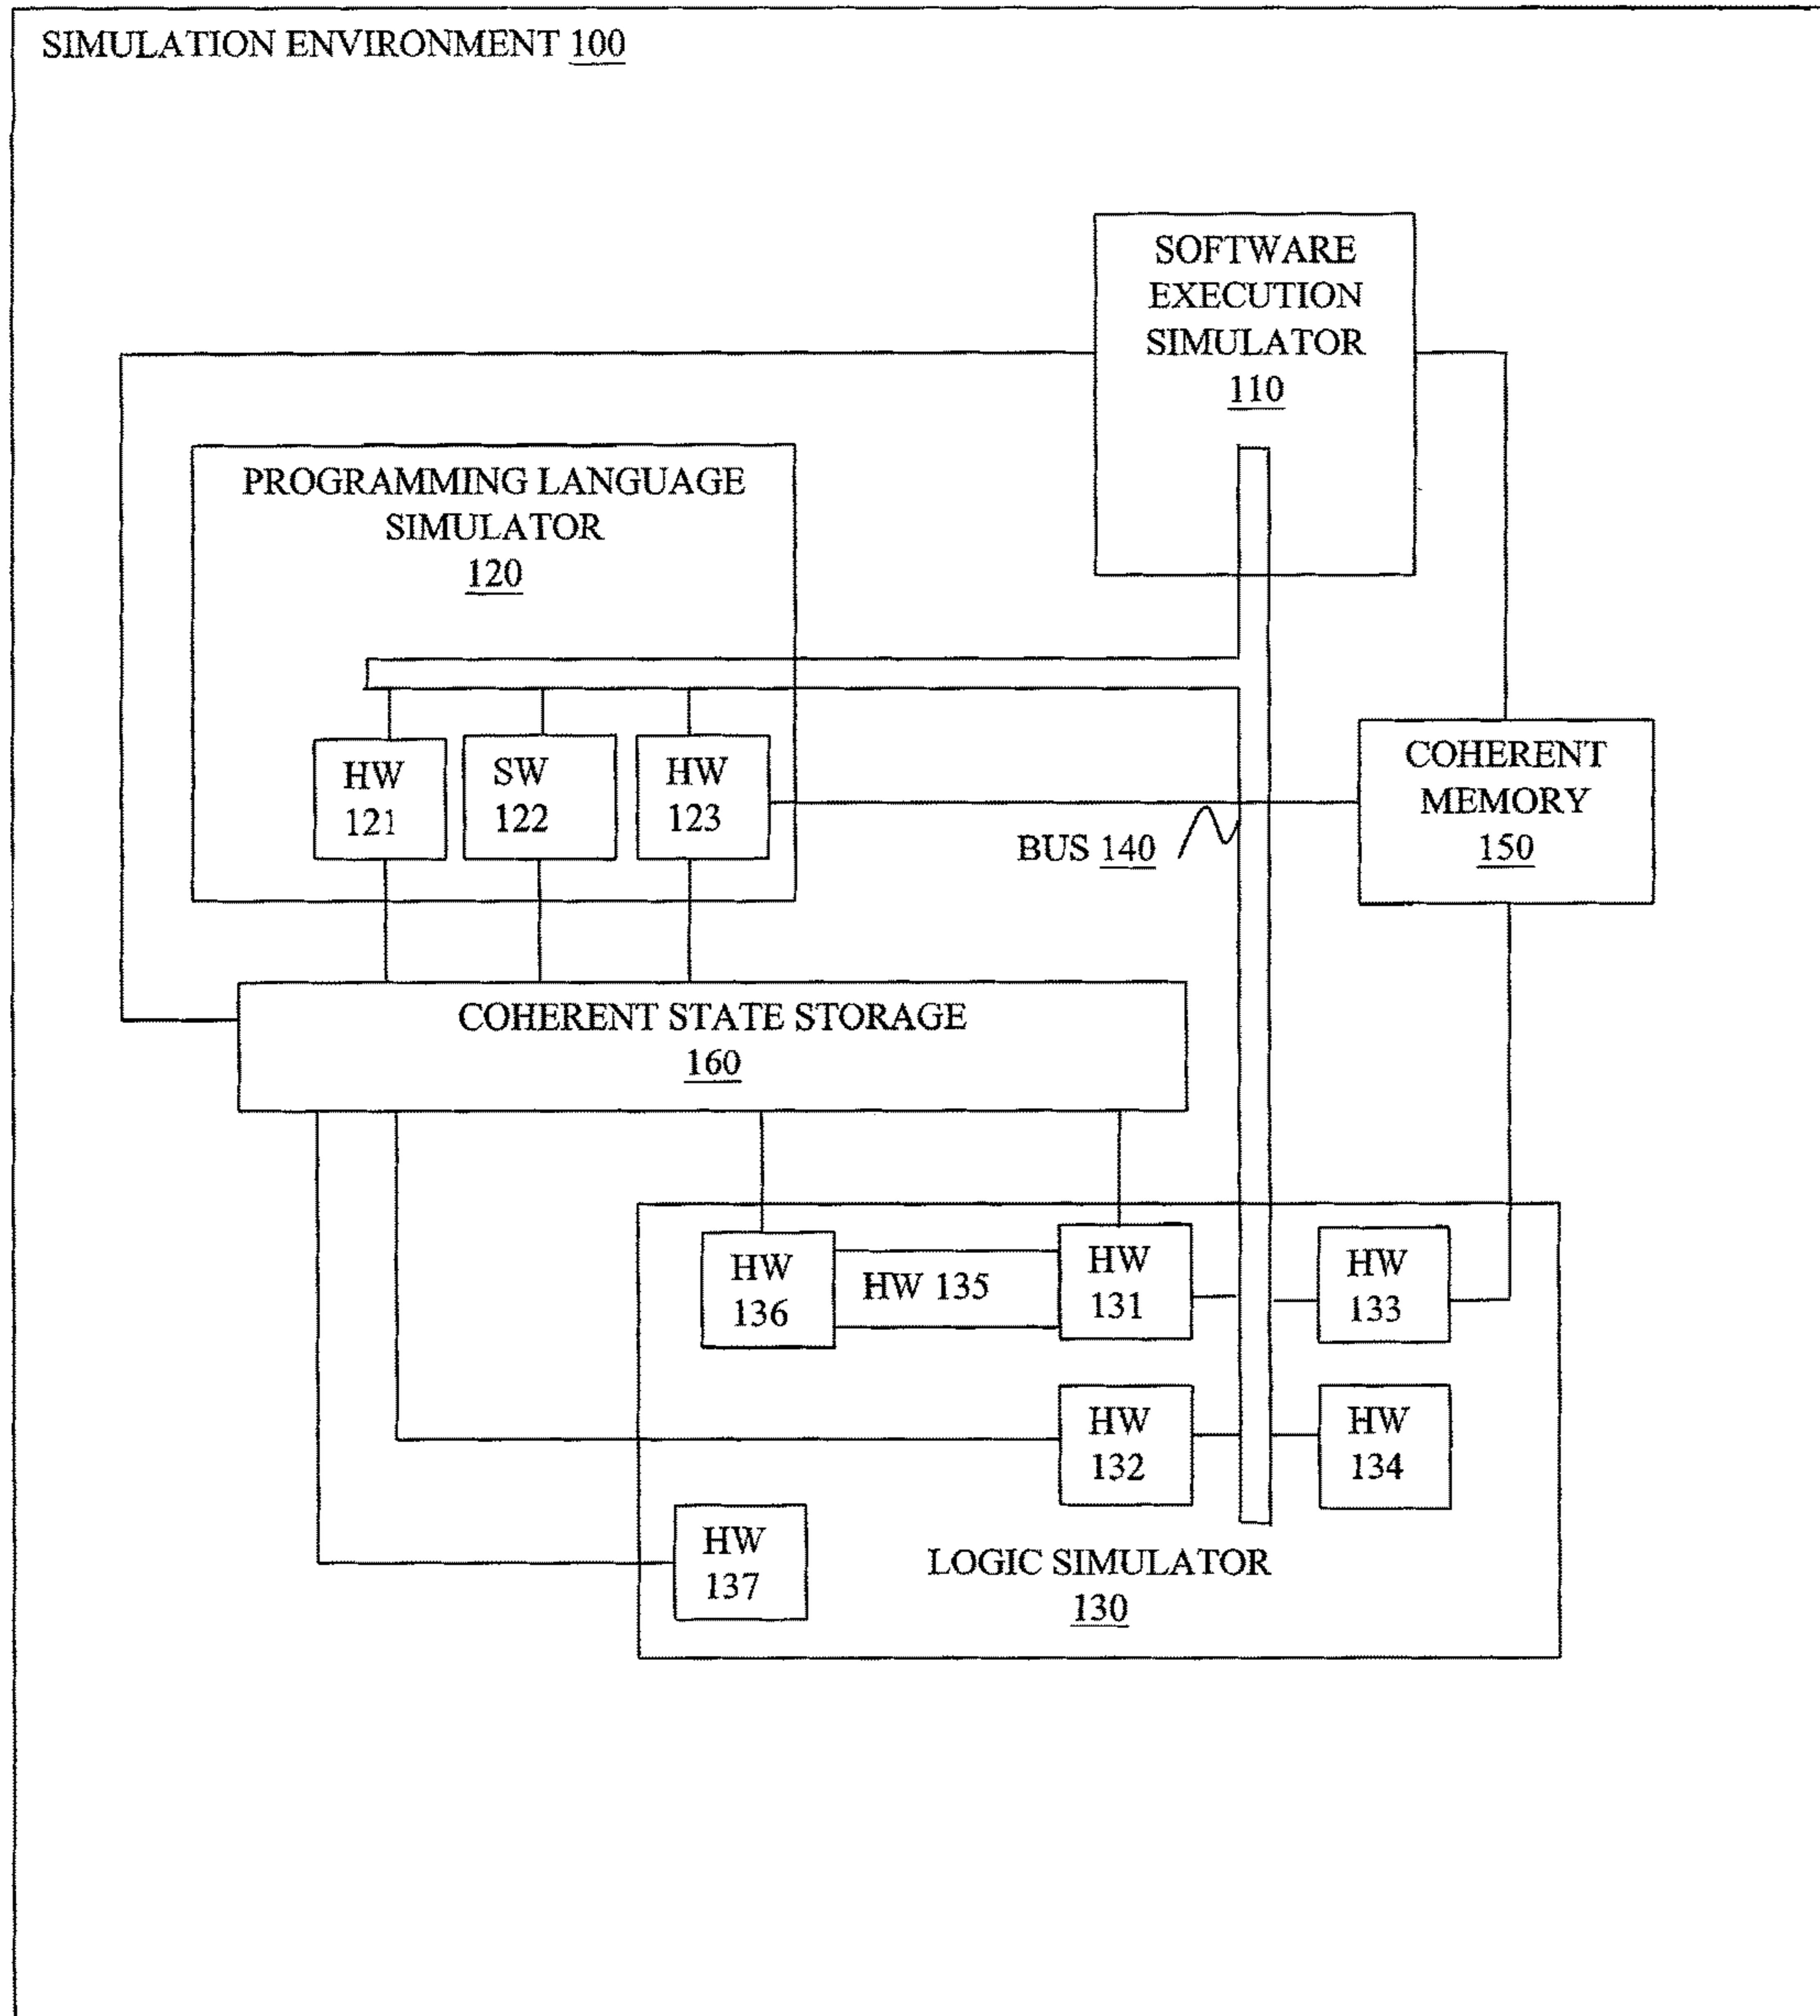 SIMULATION ENVIRONMENT 100
SOFTWARE
EXECUTION
SIMULATOR
110
PROGRAMMING LANGUAGE
SIMULATOR
120
HW
121
SW
122
HW
123
BUS 140
COHERENT
MEMORY
150
COHERENT STATE STORAGE
160
HW
136
HW 135
HW
131
HW
133
HW
132
HW
134
HW
137
LOGIC SIMULATOR
130